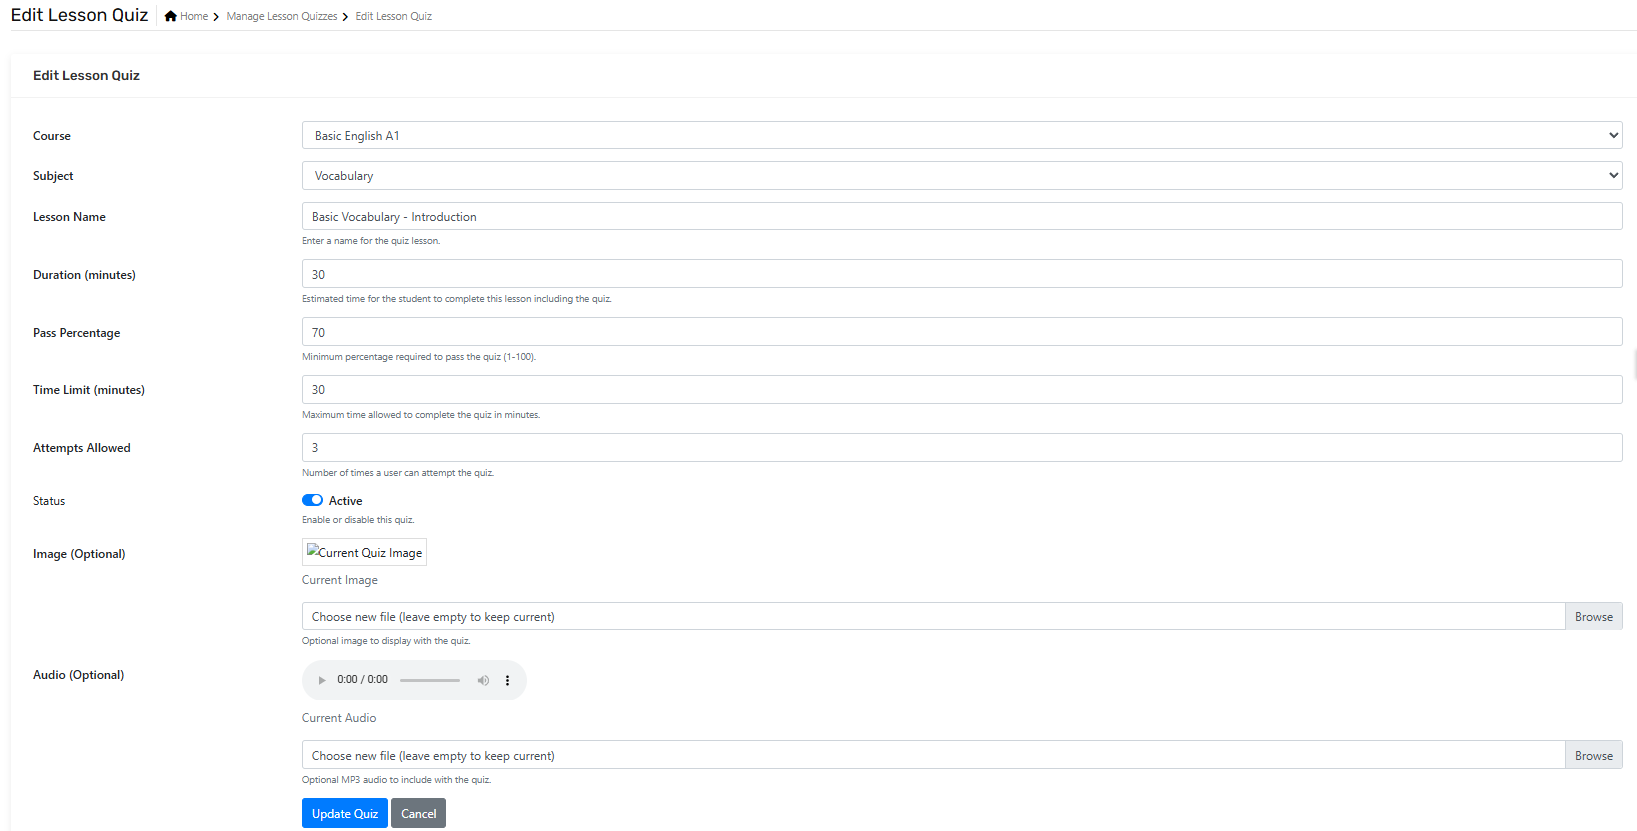 Edit Lesson Quiz Home Manage Lesson Quizzes Edit Lesson Quiz
Edit Lesson Quiz
Course Basic English A1
Subject Vocabulary
Lesson Name Basic Vocabulary - Introduction
Enter a name for the quiz lesson.
Duration (minutes) 30
Estimated time for the student to complete this lesson including the quiz.
Pass Percentage 70
Minimum percentage required to pass the quiz (1-100).
Time Limit (minutes) 30
Maximum time allowed to complete the quiz in minutes.
Attempts Allowed 3
Number of times a user can attempt the quiz.
Status Active
Enable or disable this quiz.
Image (Optional) Current Quiz Image
Current Image
Choose new file (leave empty to keep current) Browse
Optional image to display with the quiz.
Audio (Optional) 0:00 / 0:00
Current Audio
Choose new file (leave empty to keep current) Browse
Optional MP3 audio to include with the quiz.
Update Quiz Cancel